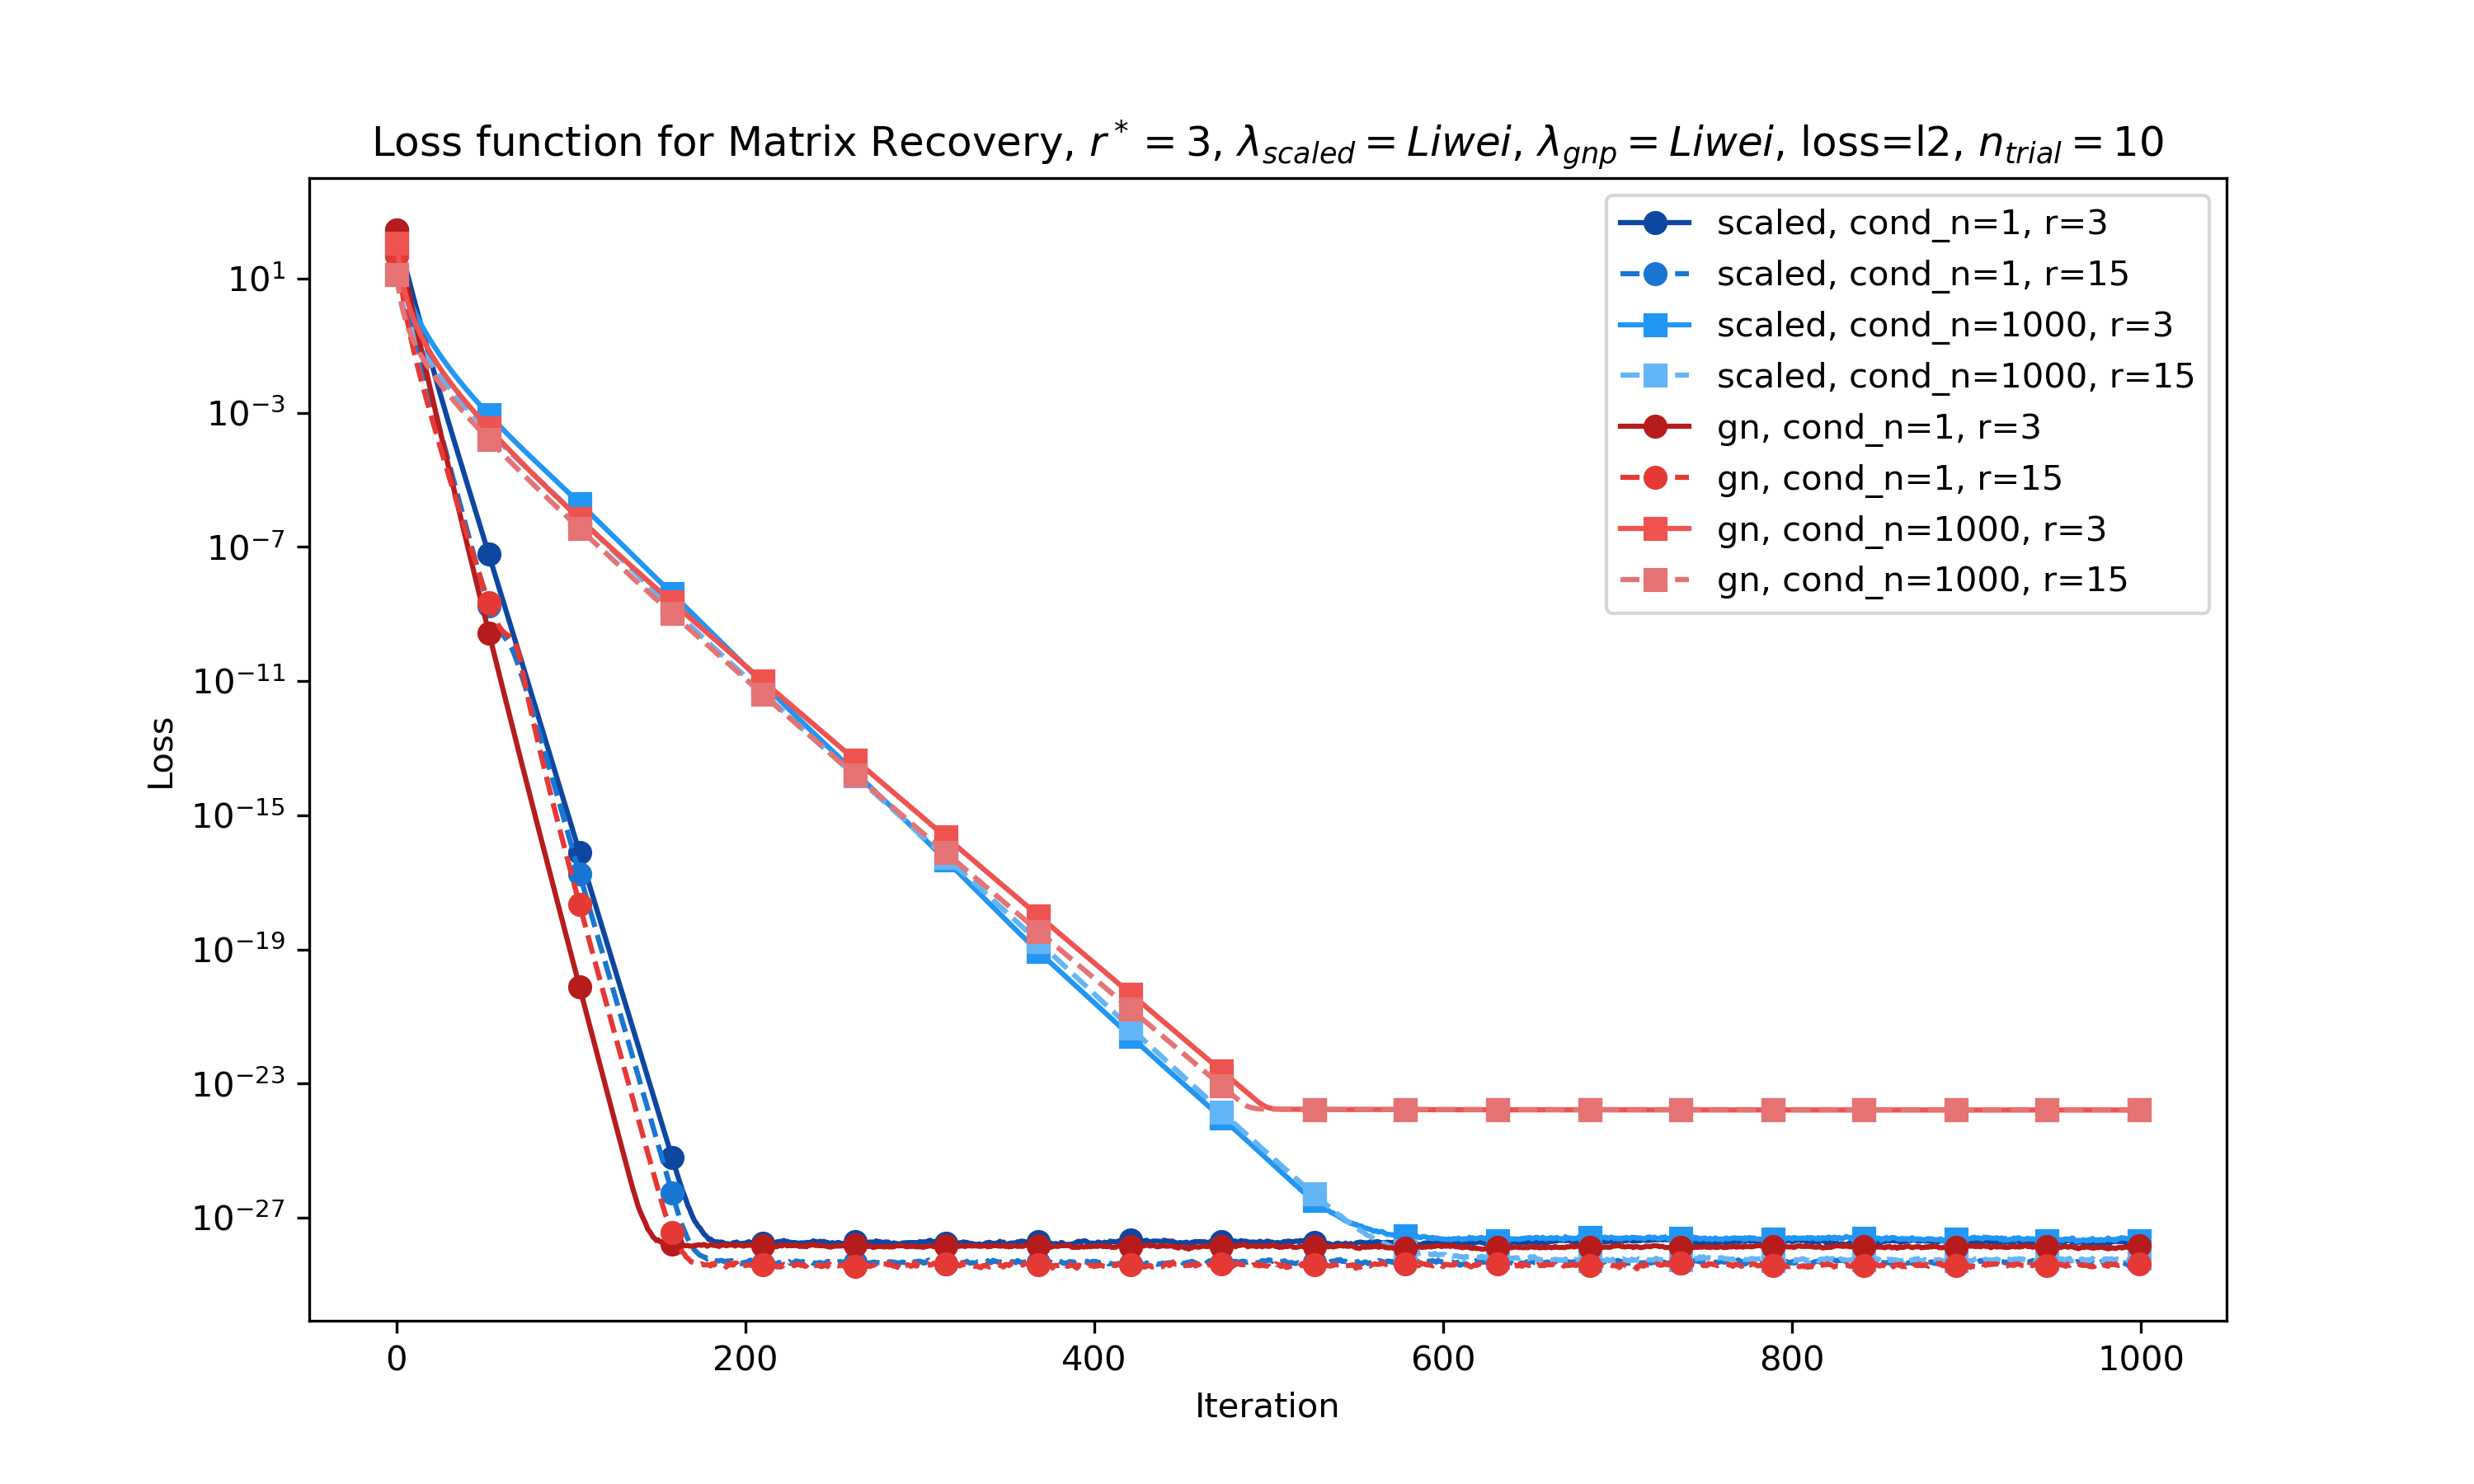 Loss function for Matrix Recovery, r* = 3, λ_scaled = Liwei, λ_gnp = Liwei, loss=l2, n_trial = 10
scaled, cond_n=1, r=3
scaled, cond_n=1, r=15
scaled, cond_n=1000, r=3
scaled, cond_n=1000, r=15
gn, cond_n=1, r=3
gn, cond_n=1, r=15
gn, cond_n=1000, r=3
gn, cond_n=1000, r=15
Loss
10^1
10^−3
10^−7
10^−11
10^−15
10^−19
10^−23
10^−27
0 200 400 600 800 1000
Iteration